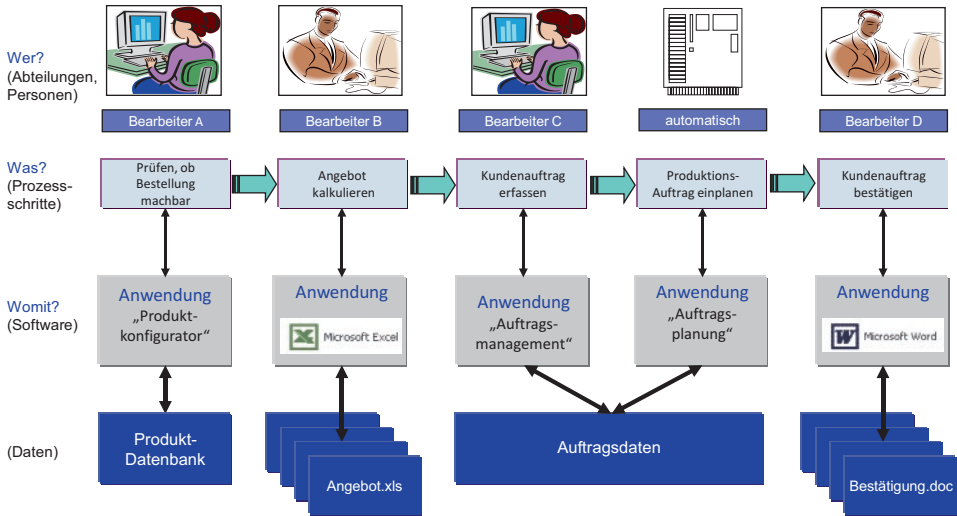 Wer?
(Abteilungen,
Personen)
Bearbeiter A
Bearbeiter B
Bearbeiter C
automatisch
Bearbeiter D
Was?
(Prozess-
schritte)
Prüfen, ob
Bestellung
machbar
Angebot
kalkulieren
Kundenauftrag
erfassen
Produktions-
Auftrag einplanen
Kundenauftrag
bestätigen
Womit?
(Software)
Anwendung
„Produkt-
konfigurator“
Anwendung
Microsoft Excel
Anwendung
„Auftrags-
management“
Anwendung
„Auftrags-
planung“
Anwendung
W Microsoft Word
(Daten)
Produkt-
Datenbank
Angebot.xls
Auftragsdaten
Bestätigung.doc